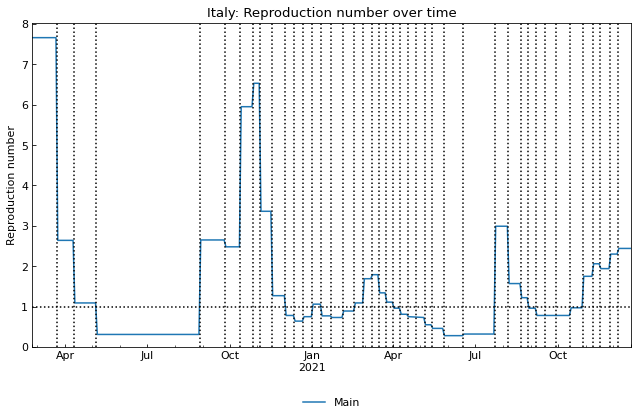 Italy: Reproduction number over time
Reproduction number
8
7
6
5
4
3
2
1
0
Apr
Jul
Oct
Jan
2021
Apr
Jul
Oct
Main